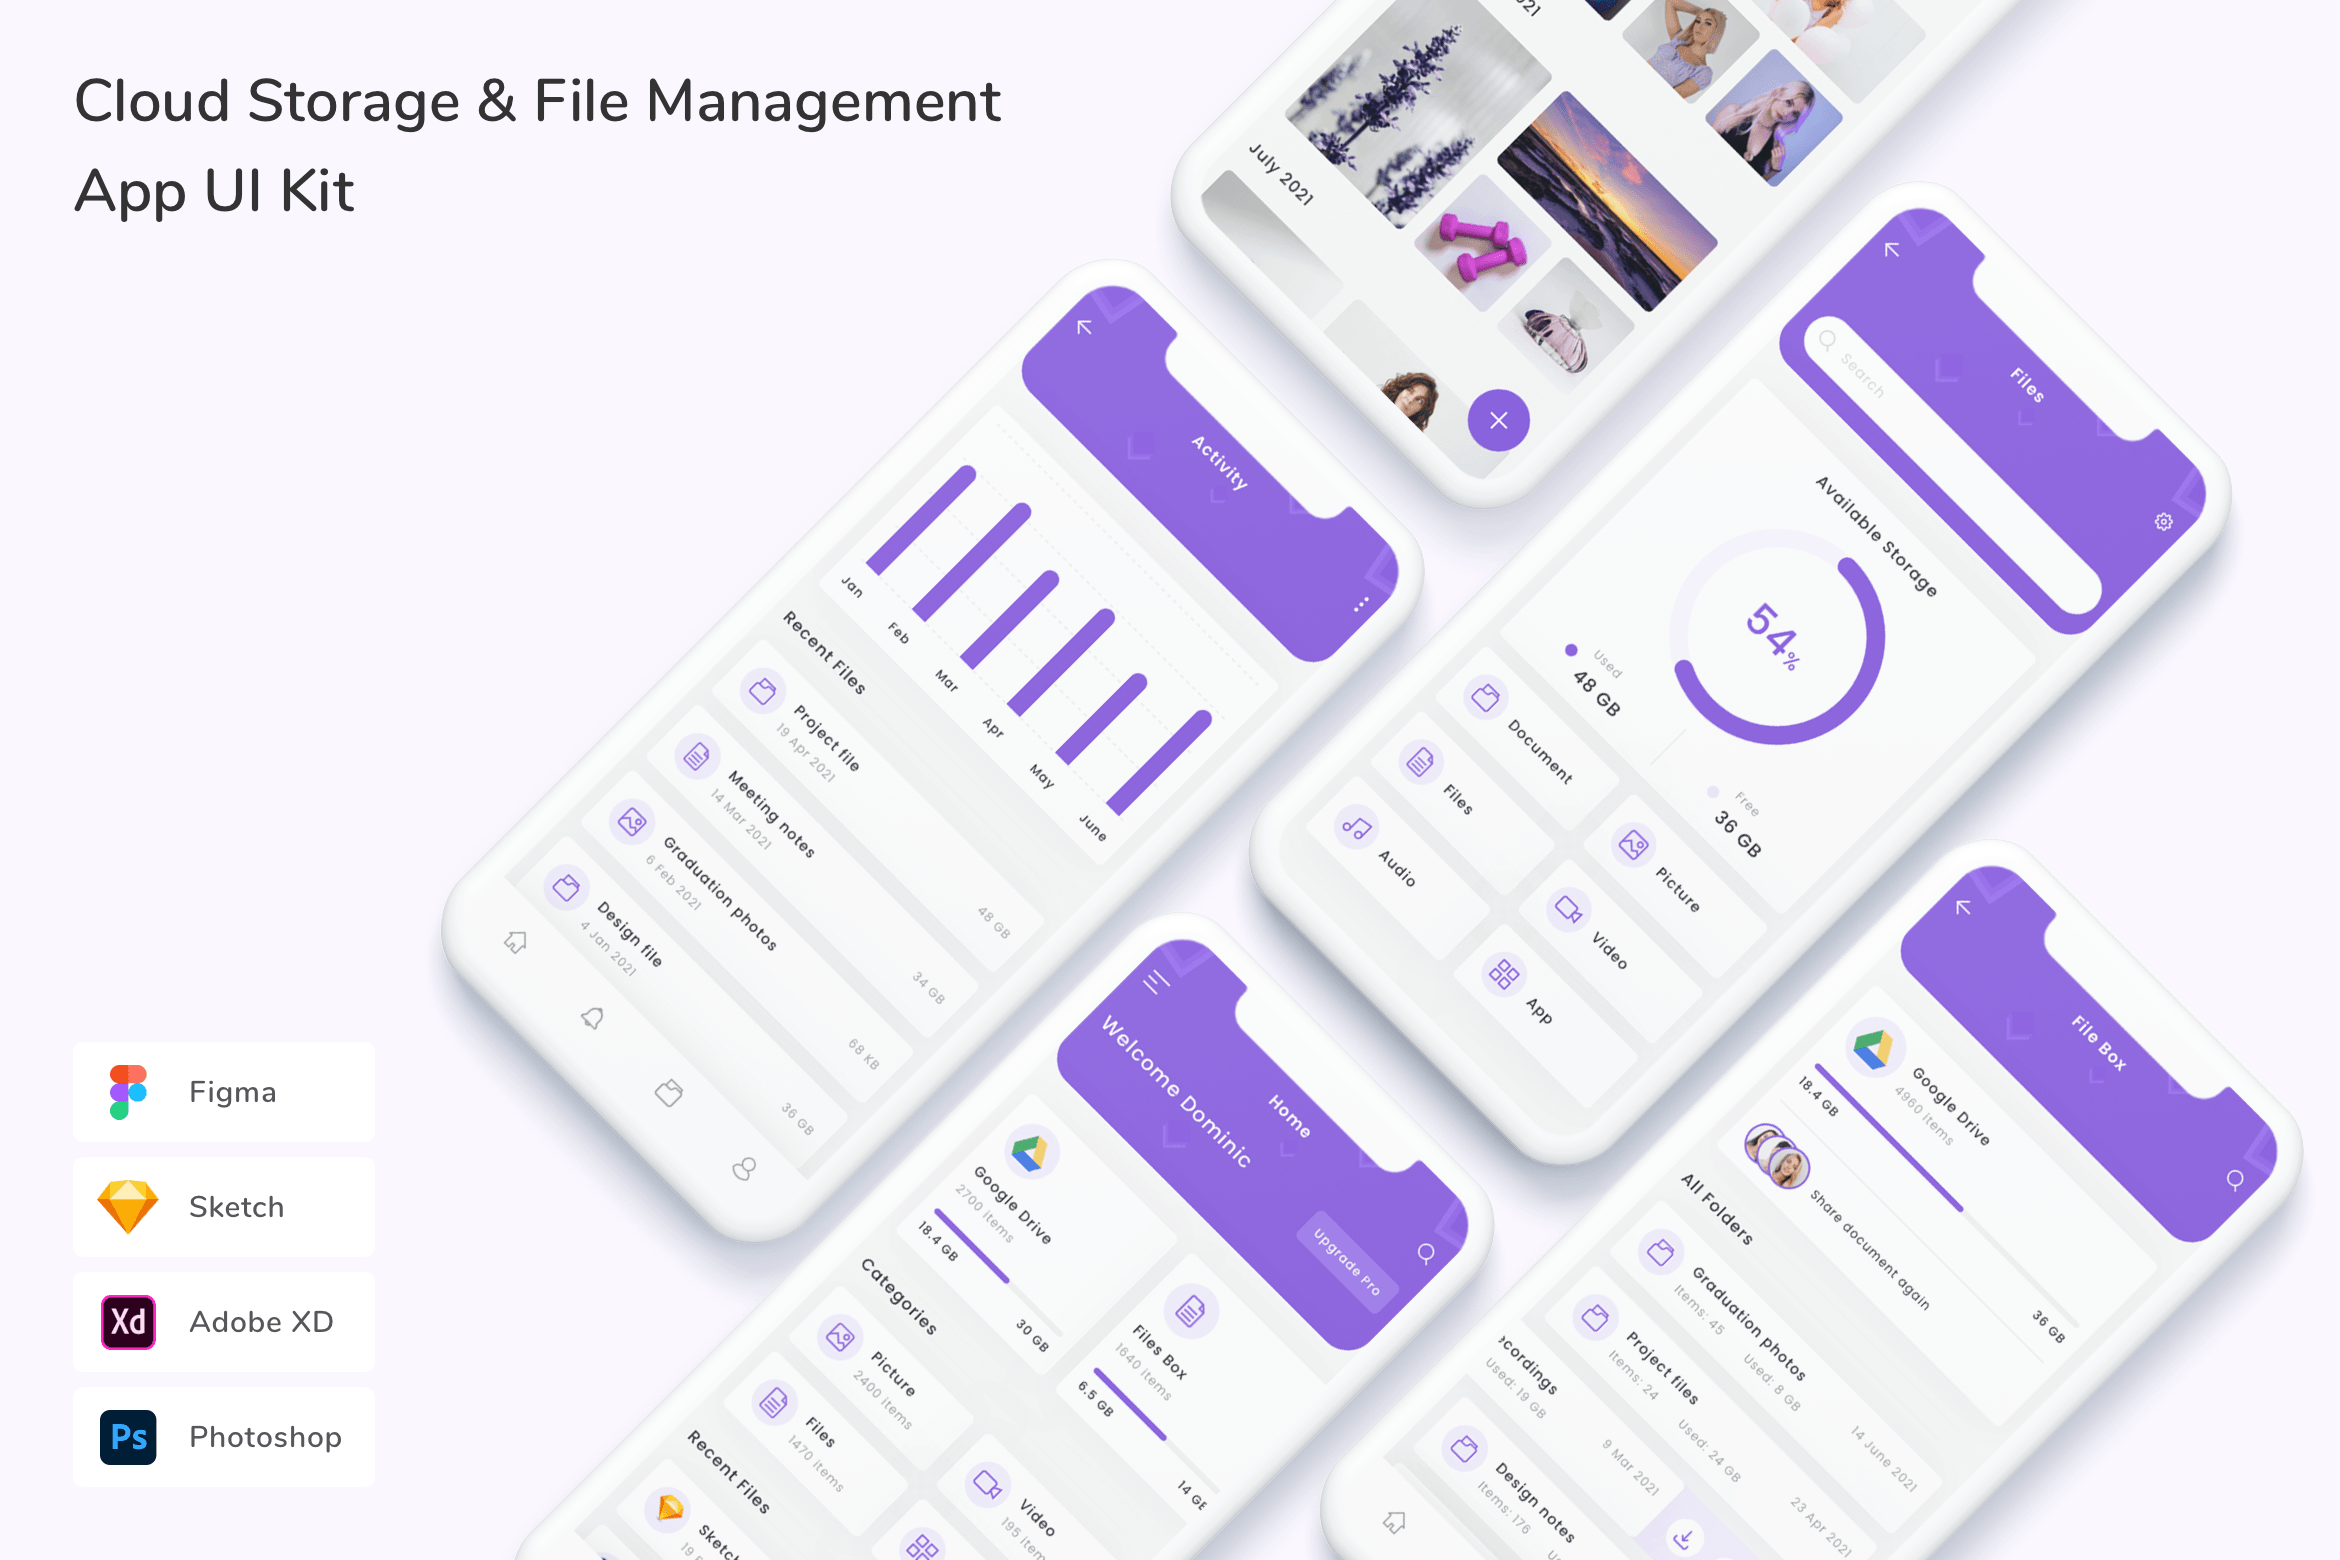 Cloud Storage & File Management
App UI Kit
Figma
Sketch
Adobe XD
Xd
Photoshop
Ps
July 2021
Activity
Jan
Feb
Mar
Apr
May
June
Recent Files
Project file
19 Apr 2021
48 GB
Meeting notes
14 Mar 2021
34 GB
Graduation photos
6 Feb 2021
68 KB
Design file
4 Jan 2021
36 GB
Files
Search
Available Storage
54%
Used
48 GB
Free
36 GB
Document
Picture
Files
Video
Audio
App
Home
Welcome Dominic
Upgrade Pro
Google Drive
2700 items
18.4 GB
30 GB
Files Box
1640 items
6.5 GB
Categories
Picture
2400 items
Video
195 items
Files
1470 items
Recent Files
File Box
Google Drive
4960 items
18.4 GB
36 GB
Share document again
All Folders
Graduation photos
Items: 45
Used: 8 GB
14 June 2021
Project files
Items: 24
Used: 24 GB
23 Apr 2021
Used: 19 GB
9 Mar 2021
Design notes
Items: 176